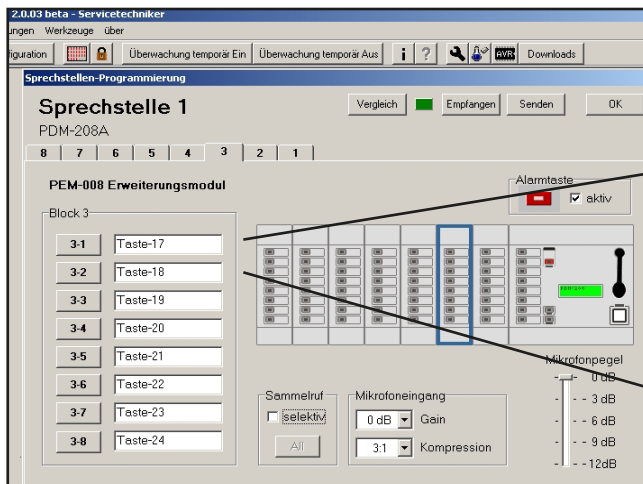 2.0.03 beta - Servicetechniker
ungen Werkzeuge über
figuration Überwachung temporär Ein Überwachung temporär Aus i ? AVR Downloads
Sprechstellen-Programmierung
Sprechstelle 1
Vergleich Empfangen Senden OK
PDM-208A
8 7 6 5 4 3 2 1
PEM-008 Erweiterungsmodul
Alarmtaste
aktiv
Block 3
3-1 Taste-17
3-2 Taste-18
3-3 Taste-19
3-4 Taste-20
3-5 Taste-21
3-6 Taste-22
3-7 Taste-23
3-8 Taste-24
Sammelruf
selektiv
All
Mikrofoneingang
0 dB Gain
3:1 Kompression
Mikrofonpegel
- - 0 dB
- - 3 dB
- - 6 dB
- - 9 dB
- -12dB